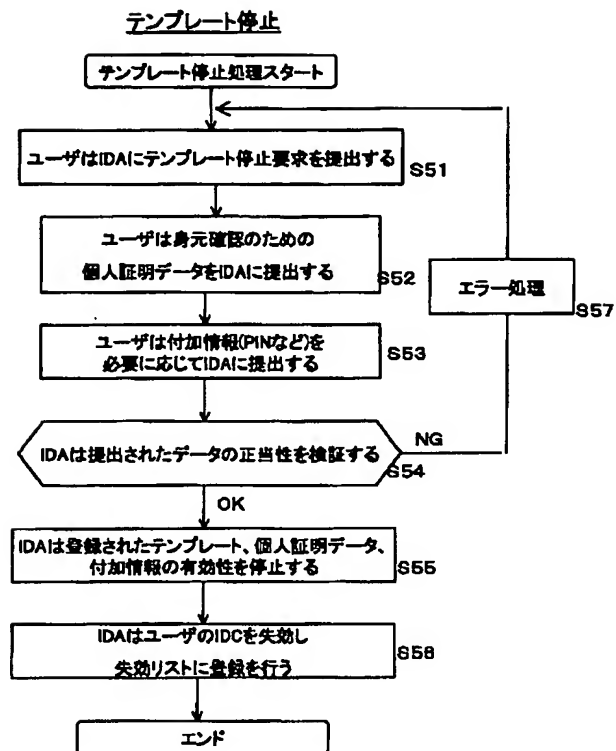 テンプレート停止
テンプレート停止処理スタート
ユーザはIDAにテンプレート停止要求を提出する
S51
ユーザは身元確認のための
個人証明データをIDAに提出する
S52
エラー処理
S57
ユーザは付加情報(PINなど)を
必要に応じてIDAに提出する
S53
IDAは提出されたデータの正当性を検証する
S54
NG
OK
IDAは登録されたテンプレート、個人証明データ、
付加情報の有効性を停止する
S55
IDAはユーザのIDCを失効し
失効リストに登録を行う
S56
エンド